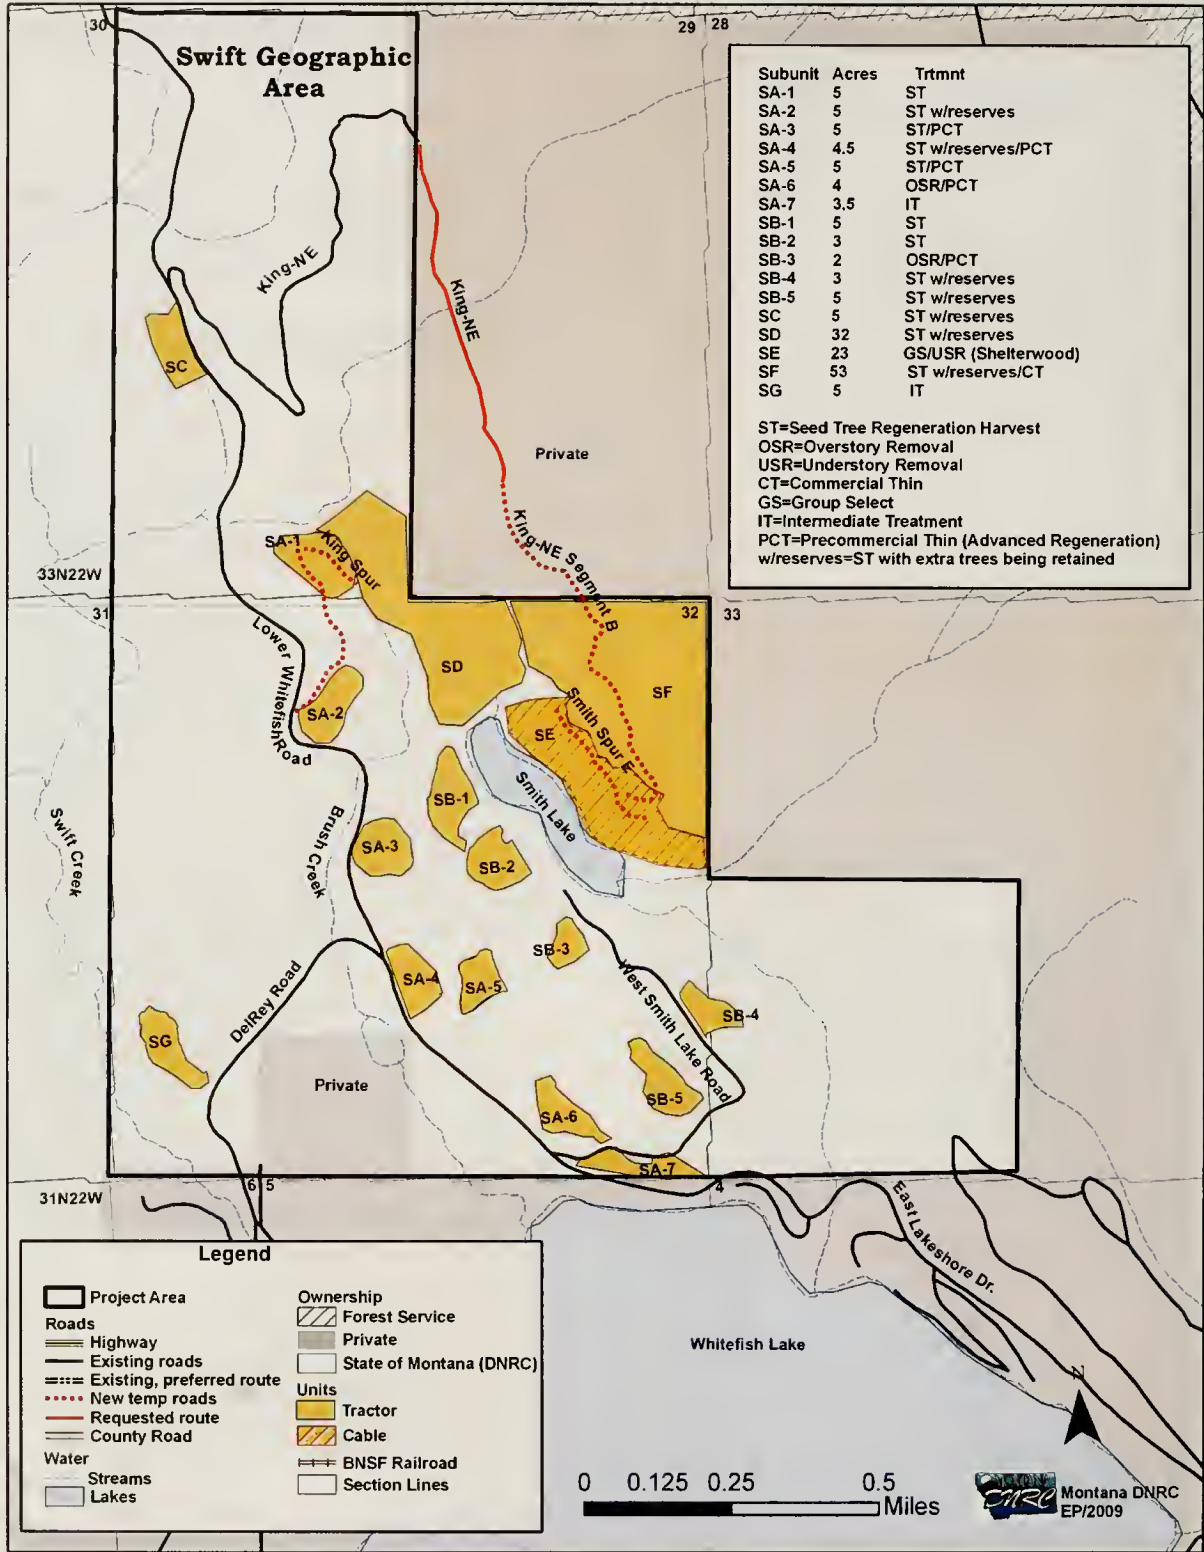 30
29 28
Swift Geographic
Area
Subunit Acres Trtmnt
SA-1 5 ST
SA-2 5 ST w/reserves
SA-3 5 ST/PCT
SA-4 4.5 ST w/reserves/PCT
SA-5 5 ST/PCT
SA-6 4 OSR/PCT
SA-7 3.5 IT
SB-1 5 ST
SB-2 3 ST
SB-3 2 OSR/PCT
SB-4 3 ST w/reserves
SB-5 5 ST w/reserves
SC 5 ST w/reserves
SD 32 ST w/reserves
SE 23 GS/USR (Shelterwood)
SF 53 ST w/reserves/CT
SG 5 IT
ST=Seed Tree Regeneration Harvest
OSR=Overstory Removal
USR=Understory Removal
CT=Commercial Thin
GS=Group Select
IT=Intermediate Treatment
PCT=Precommercial Thin (Advanced Regeneration)
w/reserves=ST with extra trees being retained
King-NE
King-NE
SC
Private
King-NE Segment B
SA-1
King Spur
33N22W
31
32 33
Lower Whitefish Road
SD
SF
SA-2
SE
Smith Spur E
Smith Lake
SB-1
Swift Creek
Brush Creek
SA-3
SB-2
SB-3
SA-4
SA-5
West Smith Lake Road
DelRey Road
SB-4
SG
Private
SB-5
SA-6
SA-7
31N22W
6 5
4
East Lakeshore Dr.
Whitefish Lake
Legend
Project Area
Roads
Highway
Existing roads
Existing, preferred route
New temp roads
Requested route
County Road
Water
Streams
Lakes
Ownership
Forest Service
Private
State of Montana (DNRC)
Units
Tractor
Cable
BNSF Railroad
Section Lines
0 0.125 0.25 0.5
Miles
N
DNRC
Montana DNRC
EP/2009